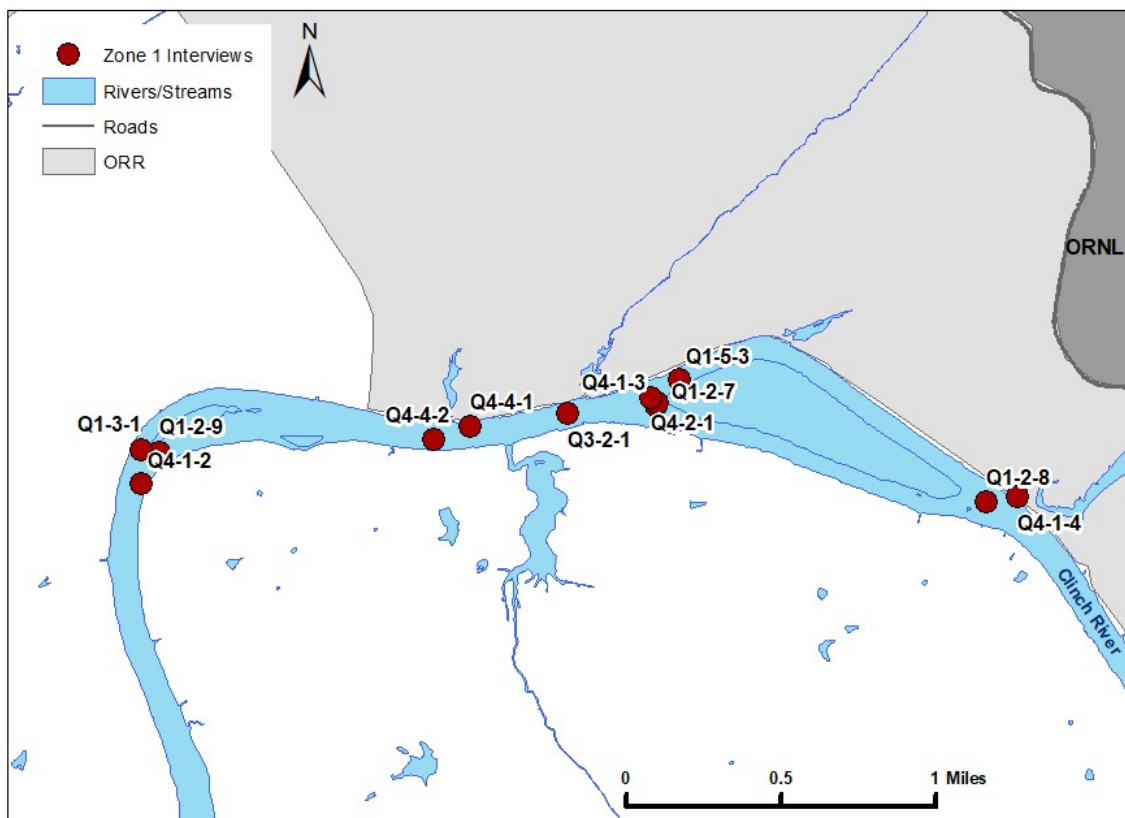 N
Zone 1 Interviews
Rivers/Streams
Roads
ORR
ORNL
Q1-5-3
Q4-1-3
Q1-2-7
Q4-4-1
Q4-4-2
Q3-2-1
Q4-2-1
Q1-3-1
Q1-2-9
Q4-1-2
Q1-2-8
Q4-1-4
Clinch River
0 0.5 1 Miles